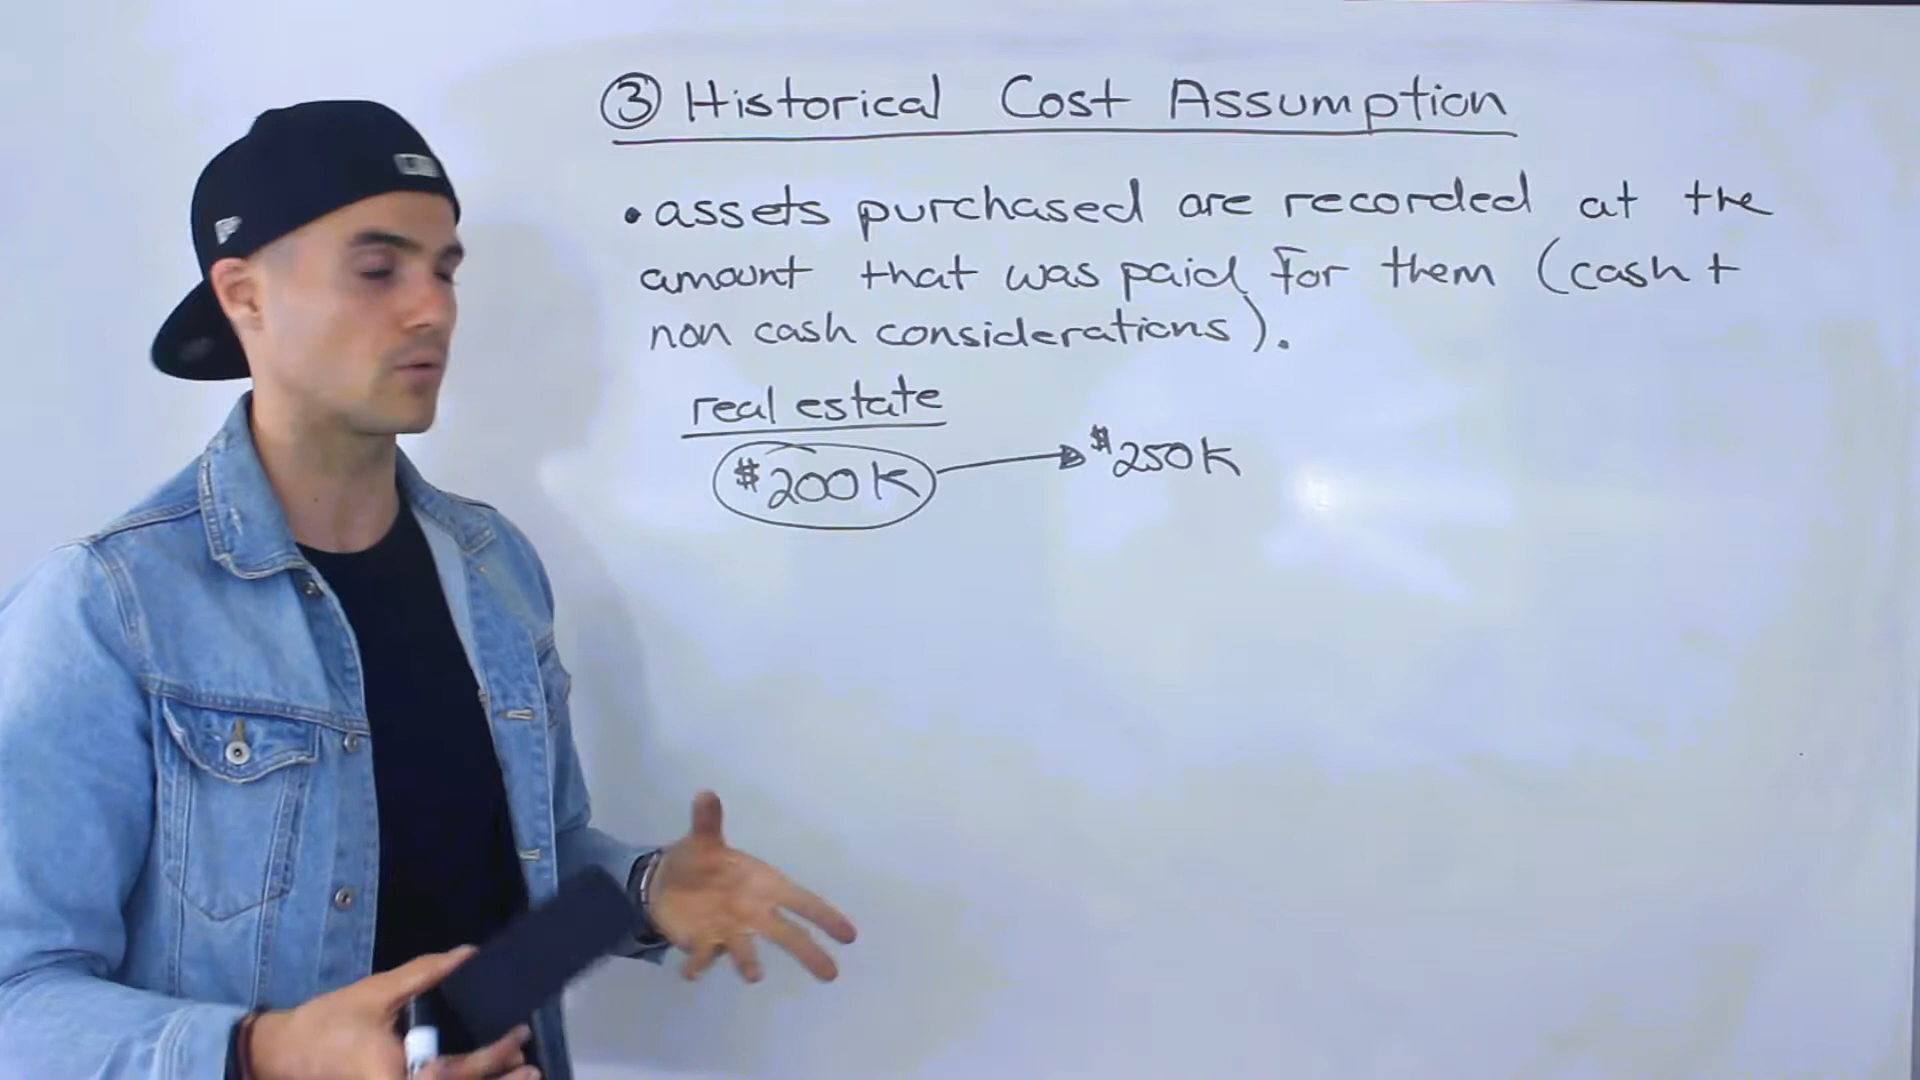 ③ Historical Cost Assumption
• assets purchased are recorded at the
amount that was paid for them (cash +
non cash considerations).
real estate
$200K → $250K